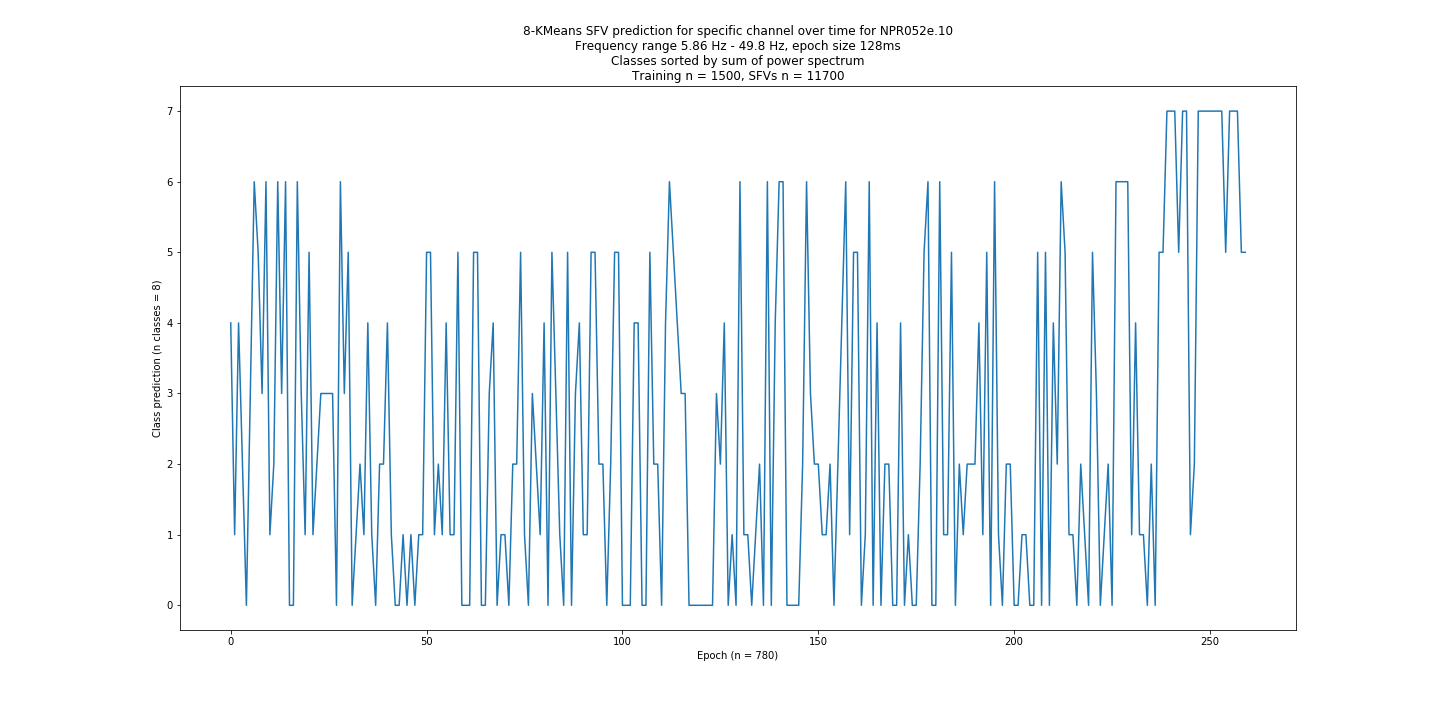 8-KMeans SFV prediction for specific channel over time for NPR052e.10
Frequency range 5.86 Hz - 49.8 Hz, epoch size 128ms
Classes sorted by sum of power spectrum
Training n = 1500, SFVs n = 11700
7
6
5
4
3
2
1
0
Class prediction (n classes = 8)
0 50 100 150 200 250
Epoch (n = 780)